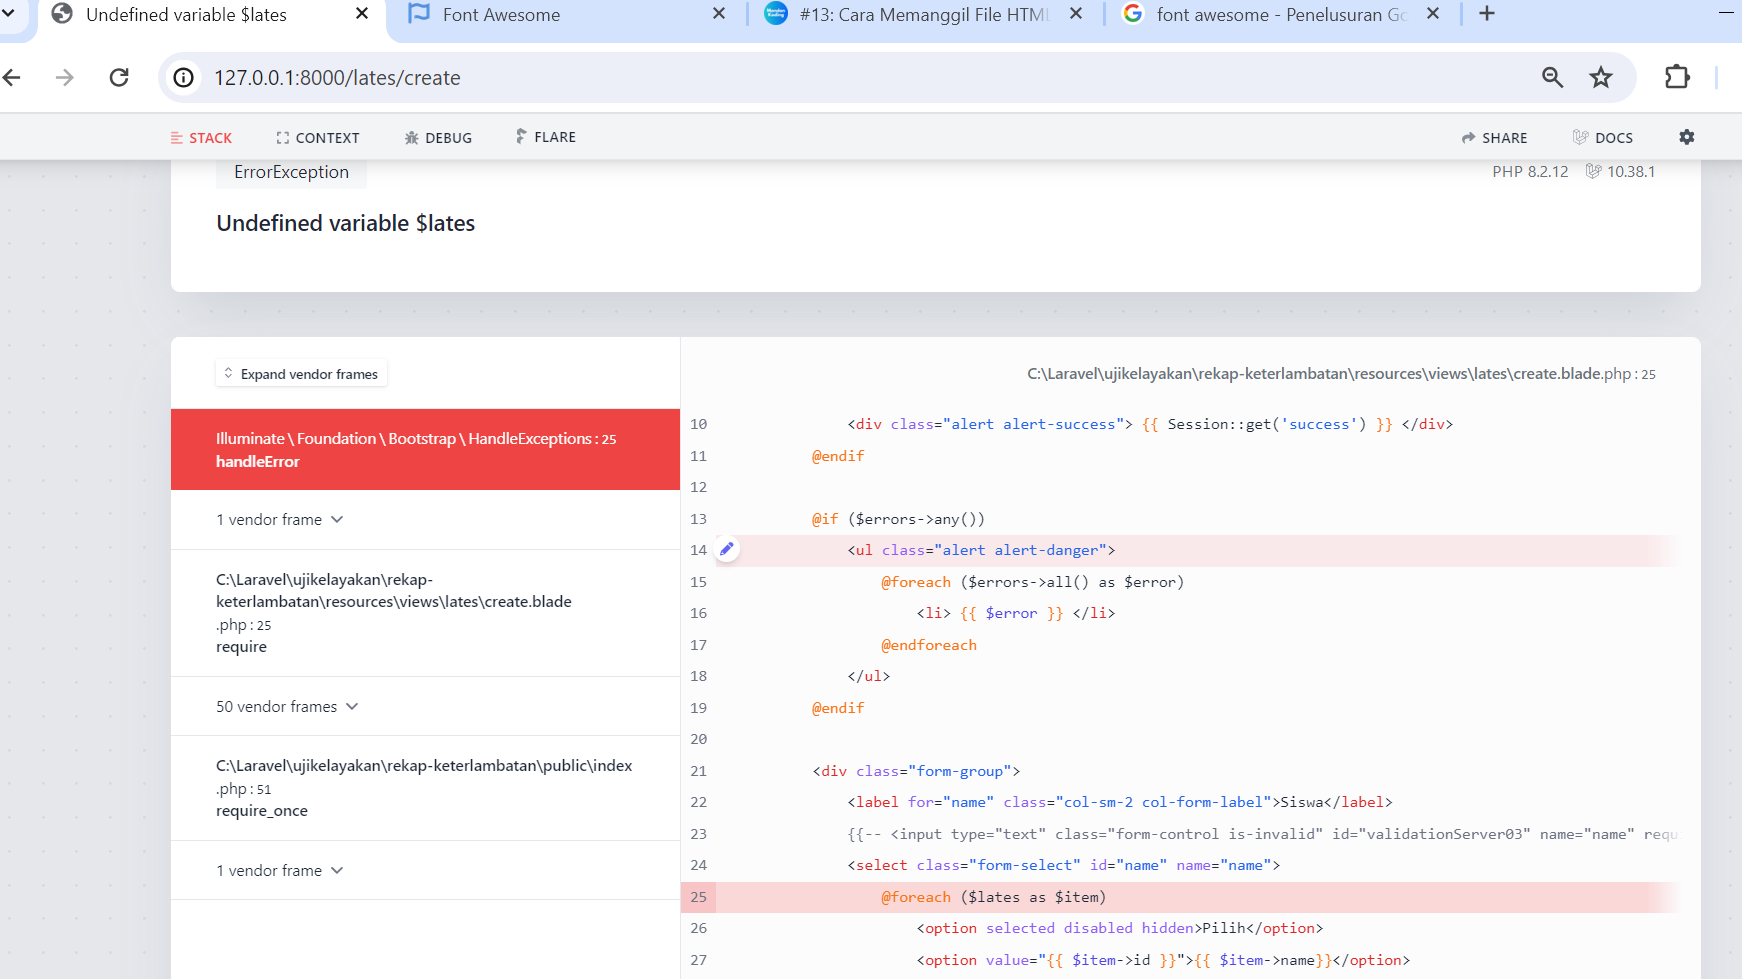 Undefined variable $lates
Font Awesome
#13: Cara Memanggil File HTML
font awesome - Penelusuran Go
127.0.0.1:8000/lates/create
STACK
CONTEXT
DEBUG
FLARE
SHARE
DOCS
ErrorException
PHP 8.2.12
10.38.1
Undefined variable $lates
Expand vendor frames
Illuminate \ Foundation \ Bootstrap \ HandleExceptions : 25
handleError
1 vendor frame
C:\Laravel\ujikelayakan\rekap-
keterlambatan\resources\views\lates\create.blade
.php : 25
require
50 vendor frames
C:\Laravel\ujikelayakan\rekap-keterlambatan\public\index
.php : 51
require_once
1 vendor frame
C:\Laravel\ujikelayakan\rekap-keterlambatan\resources\views\lates\create.blade.php : 25
10 <div class="alert alert-success"> {{ Session::get('success') }} </div>
11 @endif
12
13 @if ($errors->any())
14 <ul class="alert alert-danger">
15 @foreach ($errors->all() as $error)
16 <li> {{ $error }} </li>
17 @endforeach
18 </ul>
19 @endif
20
21 <div class="form-group">
22 <label for="name" class="col-sm-2 col-form-label">Siswa</label>
23 {{-- <input type="text" class="form-control is-invalid" id="validationServer03" name="name" requ
24 <select class="form-select" id="name" name="name">
25 @foreach ($lates as $item)
26 <option selected disabled hidden>Pilih</option>
27 <option value="{{ $item->id }}">{{ $item->name}}</option>